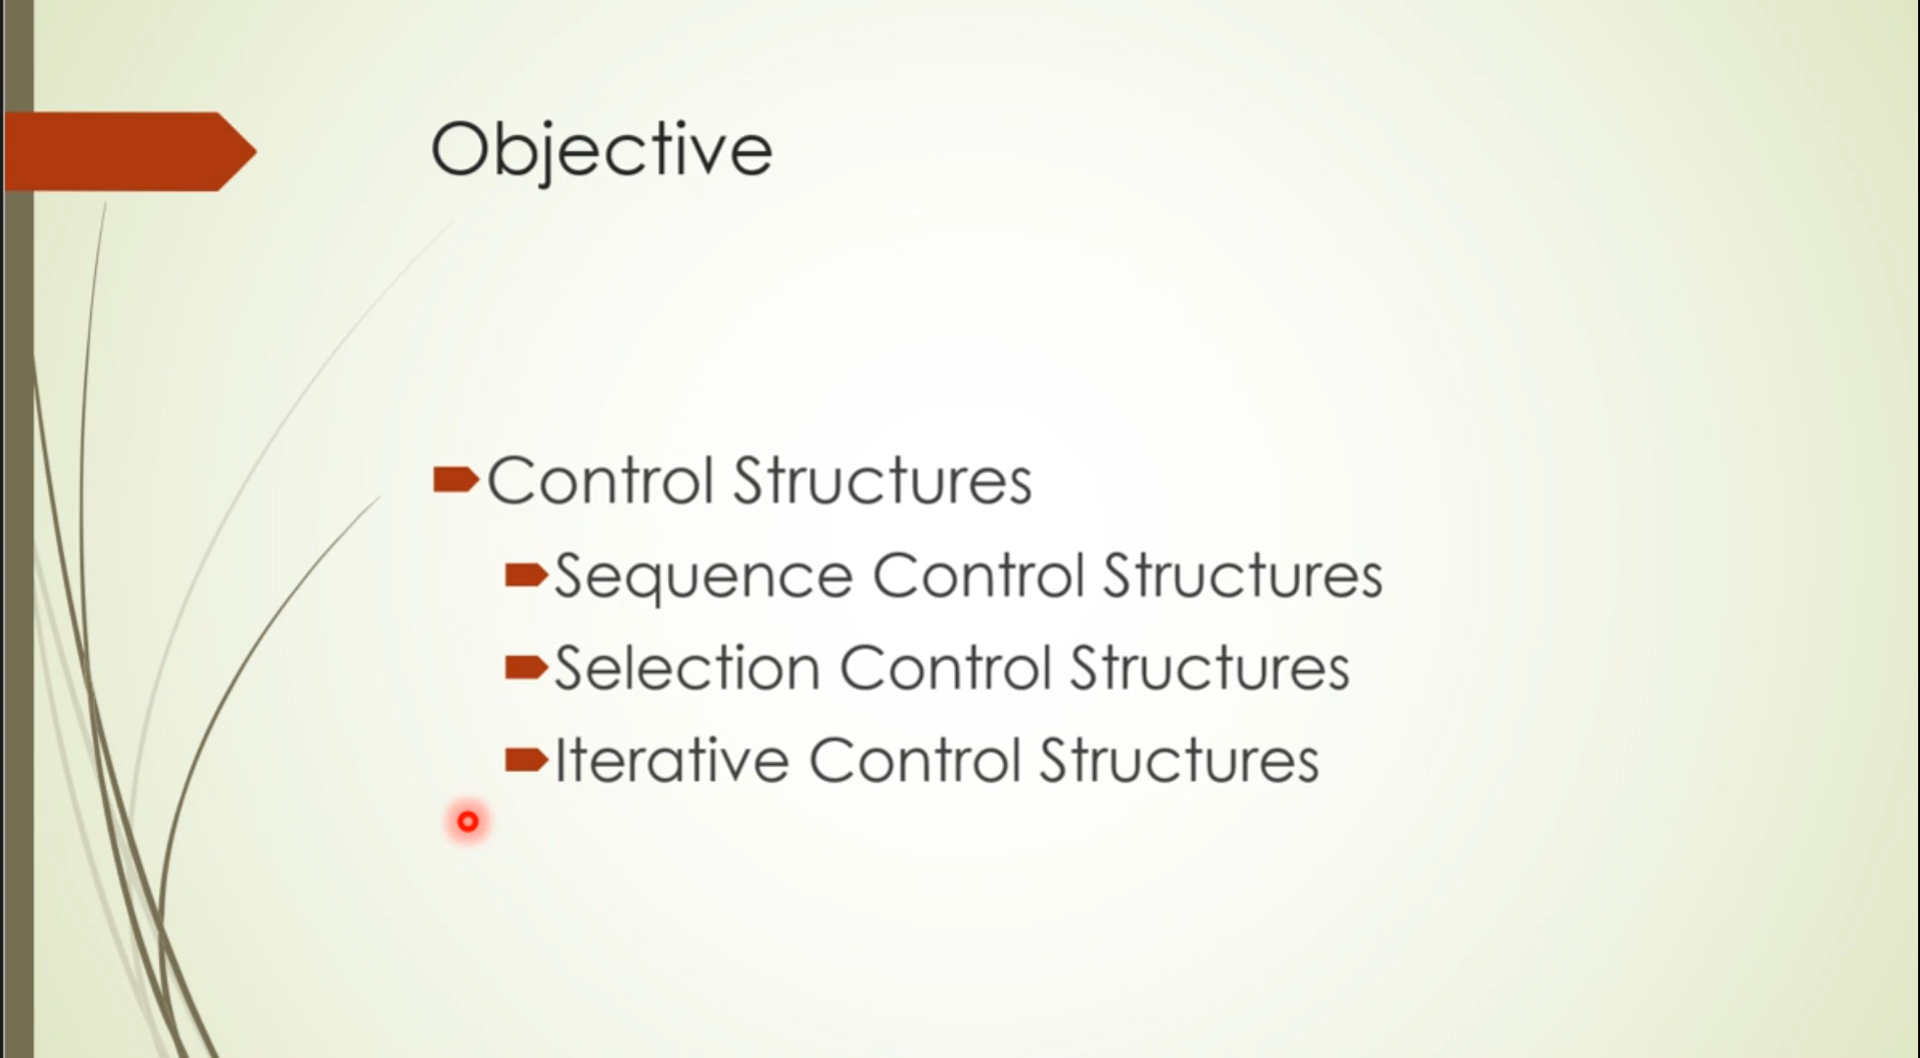 Objective
Control Structures
Sequence Control Structures
Selection Control Structures
Iterative Control Structures